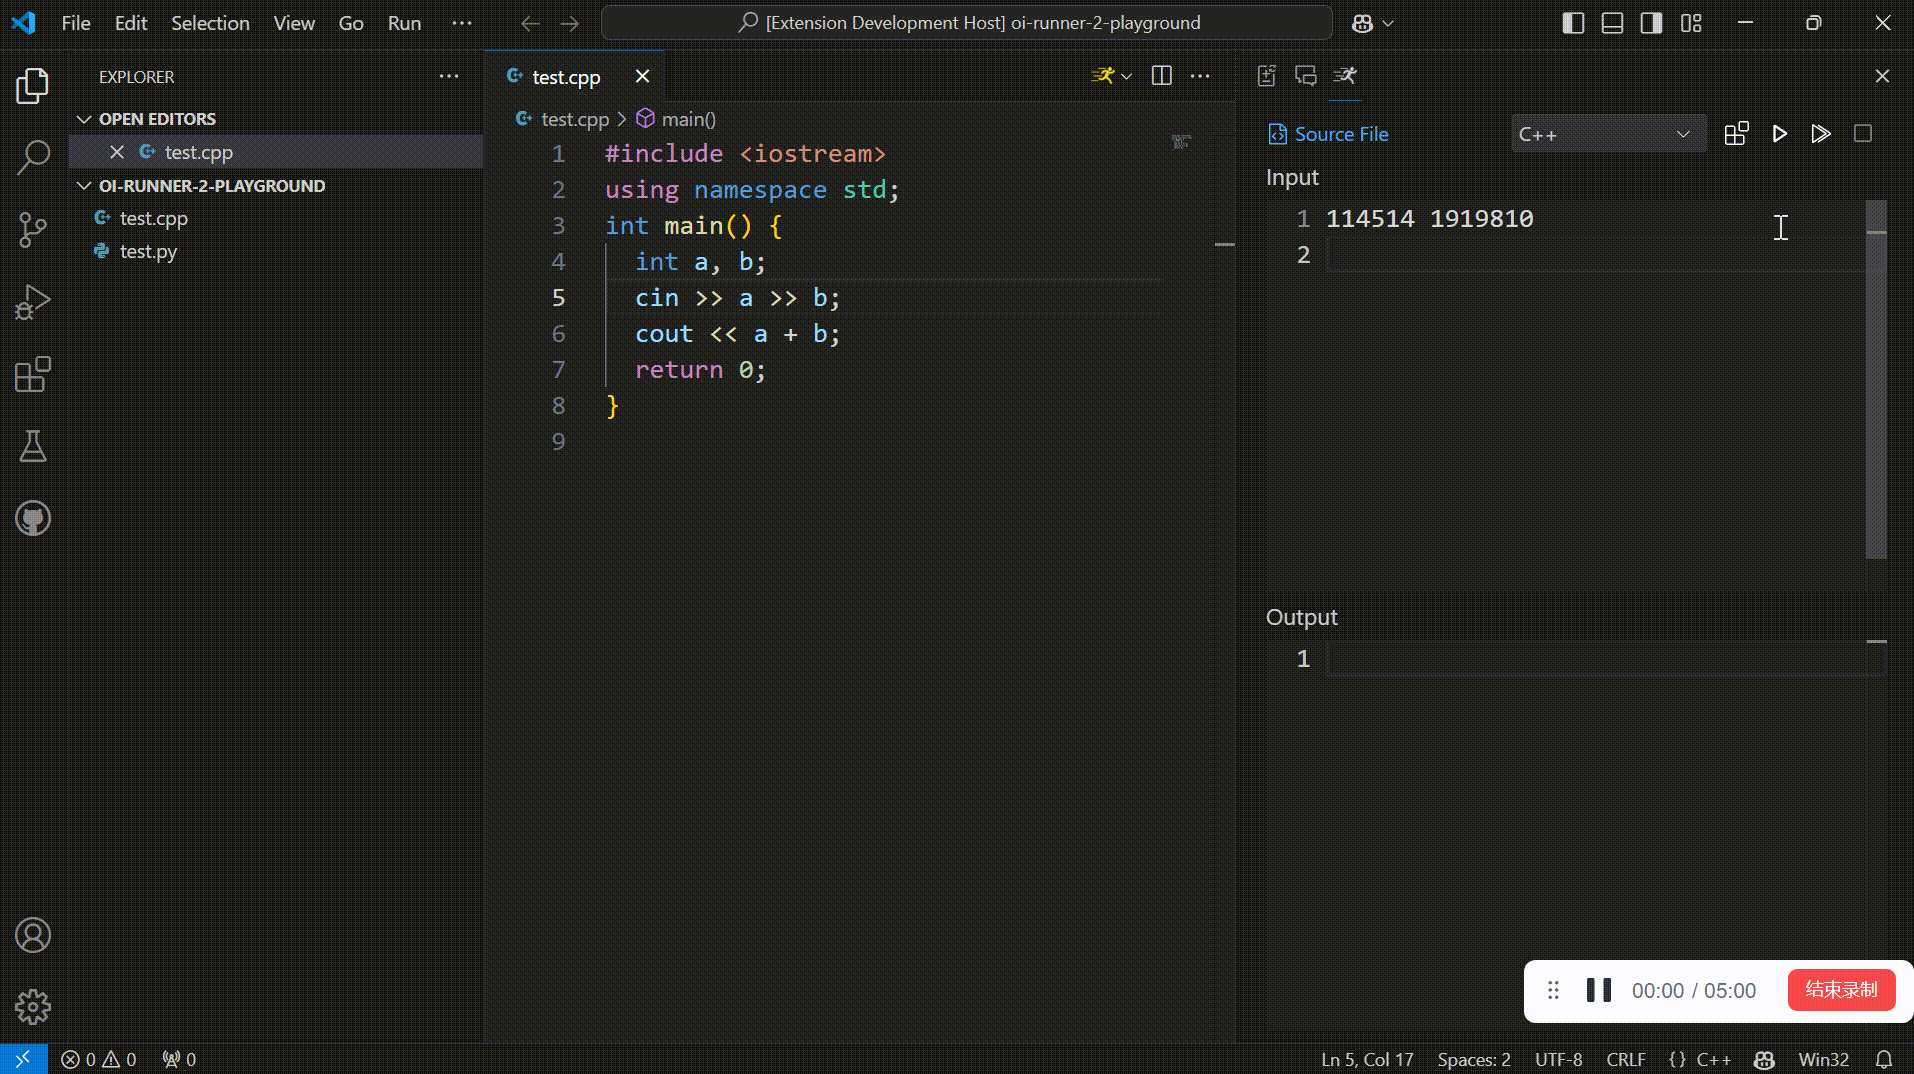 File Edit Selection View Go Run ···
[Extension Development Host] oi-runner-2-playground
EXPLORER
OPEN EDITORS
test.cpp
OI-RUNNER-2-PLAYGROUND
test.cpp
test.py
test.cpp
test.cpp > main()
1 #include <iostream>
2 using namespace std;
3 int main() {
4 int a, b;
5 cin >> a >> b;
6 cout << a + b;
7 return 0;
8 }
9
Source File
C++
Input
1 114514 1919810
2
Output
1
00:00 / 05:00
结束录制
0 0 0
Ln 5, Col 17 Spaces: 2 UTF-8 CRLF {} C++ Win32